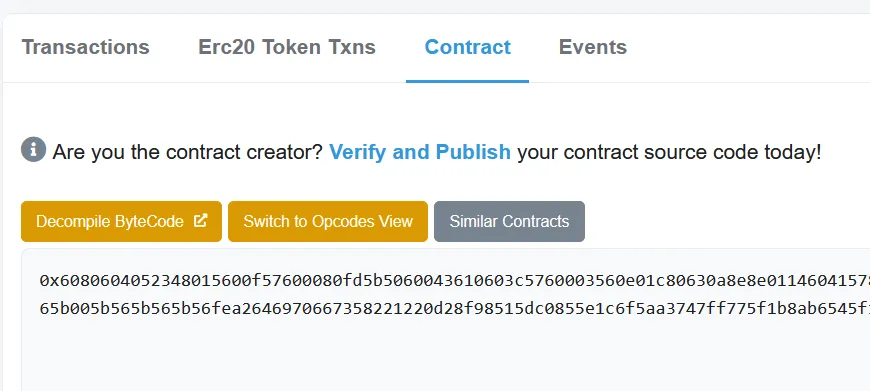 Transactions Erc20 Token Txns Contract Events
Are you the contract creator? Verify and Publish your contract source code today!
Decompile ByteCode Switch to Opcodes View Similar Contracts
0x6080604052348015600f57600080fd5b5060043610603c5760003560e01c80630a8e8e0114604157
65b005b565b565b56fea2646970667358221220d28f98515dc0855e1c6f5aa3747ff775f1b8ab6545f